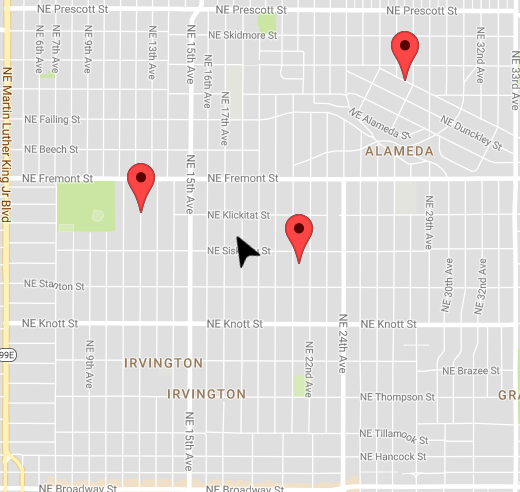 NE Prescott St
NE Prescott St
NE Prescott St
NE 6th Ave
NE 7th Ave
NE 9th Ave
NE 13th Ave
NE 15th Ave
NE Skidmore St
NE 32nd Ave
NE 33rd
NE 16th Ave
NE 17th Ave
NE Martin Luther King Jr Blvd
NE Failing St
NE Alameda St
NE Dunckley St
NE Beech St
ALAMEDA
NE Fremont St
NE Fremont St
NE 15th Ave
NE Klickitat St
NE 29th Ave
NE 30th Ave
NE 32nd Ave
NE Knott St
NE Knott St
NE Knott St
NE 24th Ave
99E
NE 9th Ave
IRVINGTON
NE 22nd Ave
NE Brazee St
IRVINGTON
NE Thompson St
GRA
NE 15th Ave
NE Tillamook St
NE Hancock St
NE Broadway St
NE Broadway St